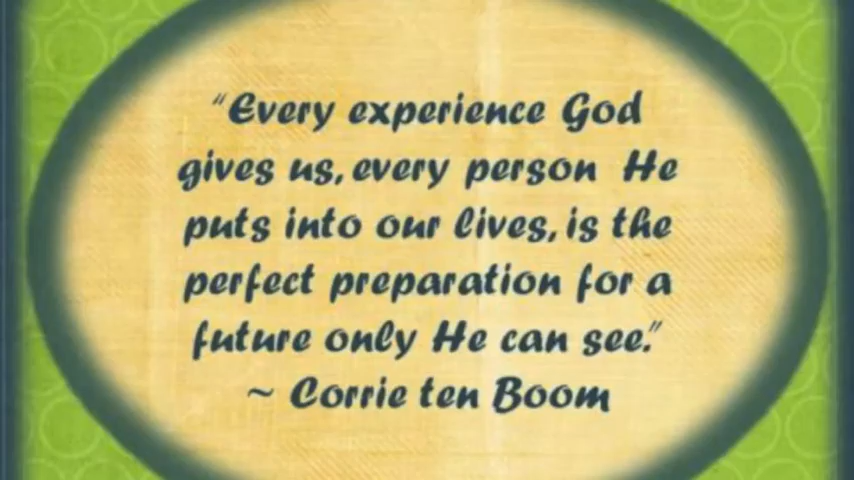 “Every experience God
gives us, every person He
puts into our lives, is the
perfect preparation for a
future only He can see.”
~ Corrie ten Boom